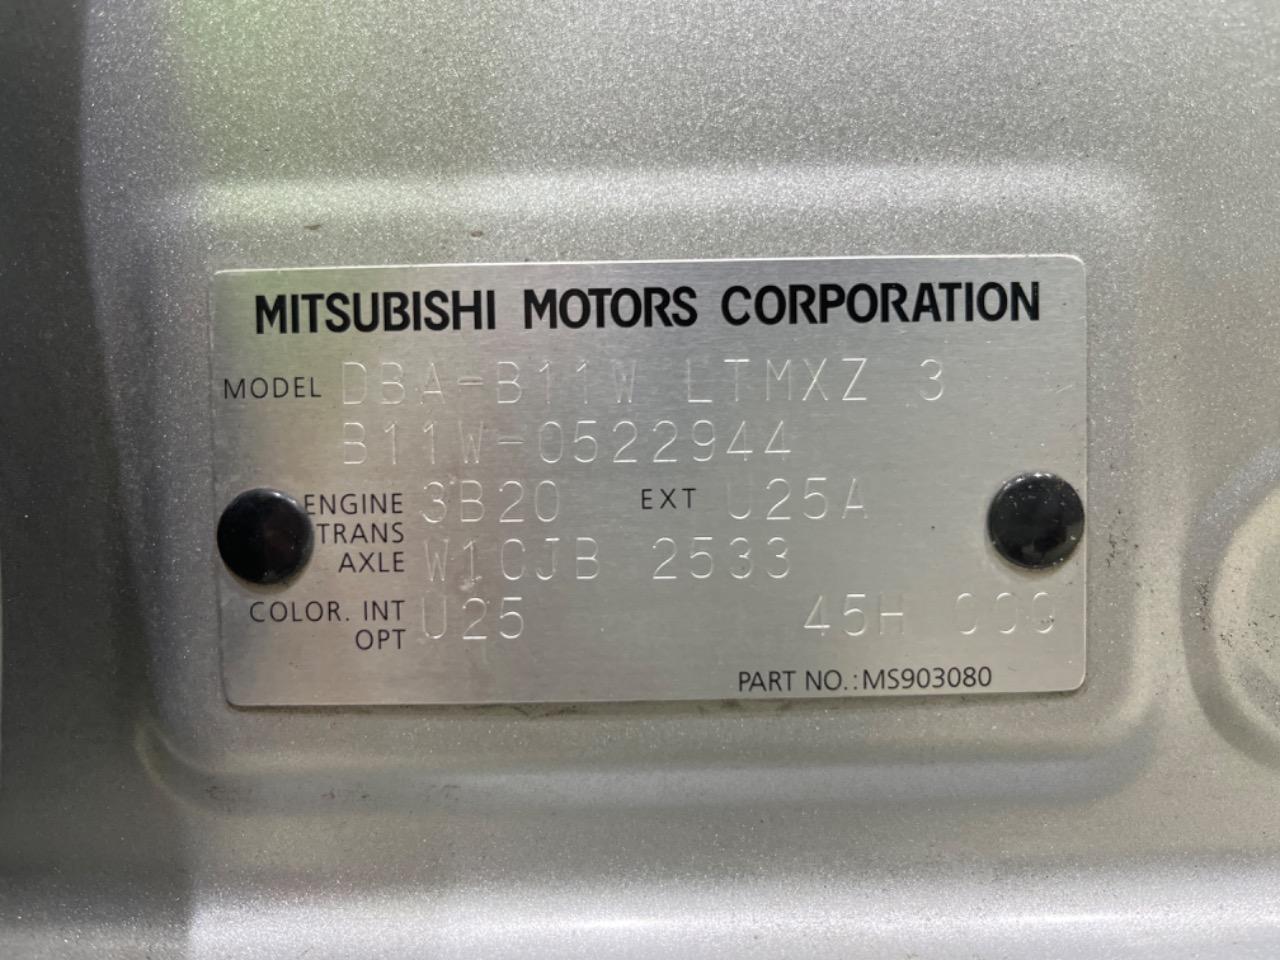 MITSUBISHI MOTORS CORPORATION
MODEL DBA-B11W LTMXZ 3
B11W-0522944
ENGINE 3B20 EXT U25A
TRANS
AXLE W1CJB 2533
COLOR. INT U25 45H 000
OPT
PART NO.:MS903080